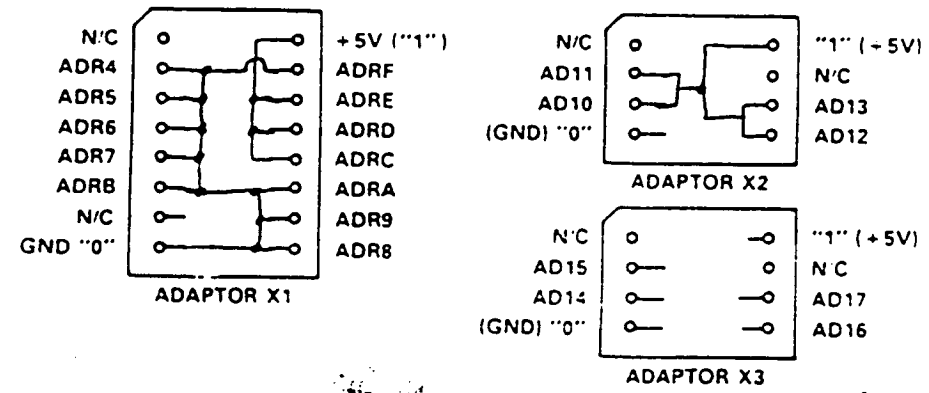 N/C
ADR4
ADR5
ADR6
ADR7
ADRB
N/C
GND "0"
+5V ("1")
ADRF
ADRE
ADRD
ADRC
ADRA
ADR9
ADR8
ADAPTOR X1
N/C
AD11
AD10
(GND) "0"
"1" (+5V)
N/C
AD13
AD12
ADAPTOR X2
N/C
AD15
AD14
(GND) "0"
"1" (+5V)
N/C
AD17
AD16
ADAPTOR X3